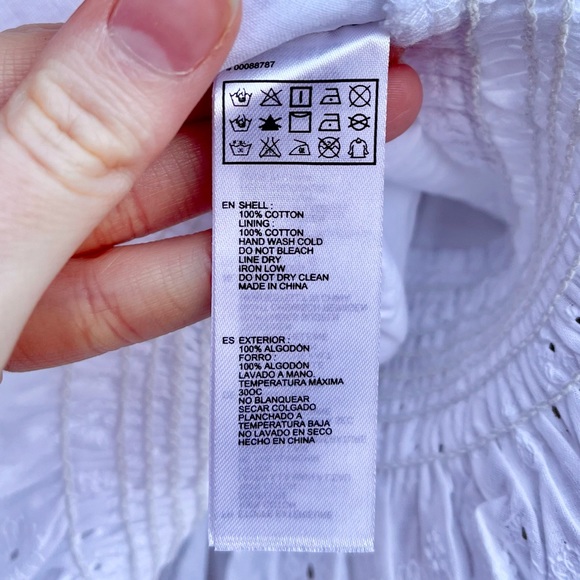 00088787
EN SHELL :
100% COTTON
LINING :
100% COTTON
HAND WASH COLD
DO NOT BLEACH
LINE DRY
IRON LOW
DO NOT DRY CLEAN
MADE IN CHINA
ES EXTERIOR :
100% ALGODÓN
FORRO :
100% ALGODÓN
LAVADO A MANO.
TEMPERATURA MÁXIMA
30OC
NO BLANQUEAR
SECAR COLGADO
PLANCHADO A
TEMPERATURA BAJA
NO LAVADO EN SECO
HECHO EN CHINA